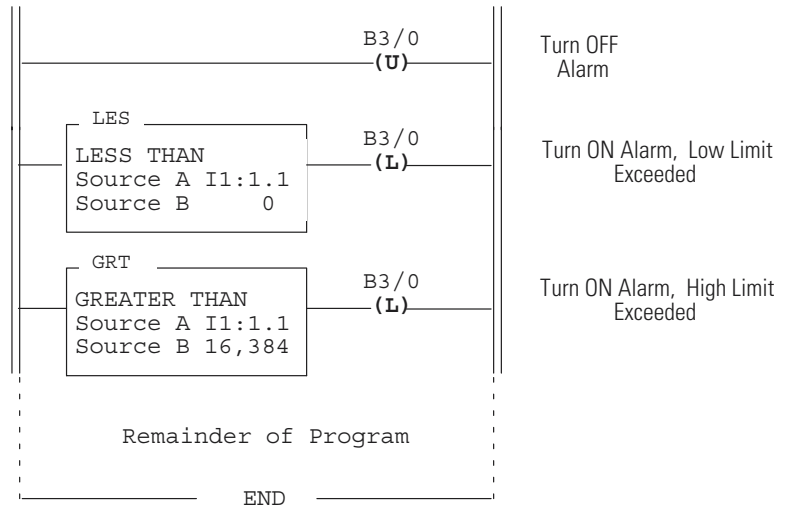 B3/0
(U)
Turn OFF
Alarm
LES
LESS THAN
Source A I1:1.1
Source B 0
B3/0
(L)
Turn ON Alarm, Low Limit
Exceeded
GRT
GREATER THAN
Source A I1:1.1
Source B 16,384
B3/0
(L)
Turn ON Alarm, High Limit
Exceeded
Remainder of Program
END